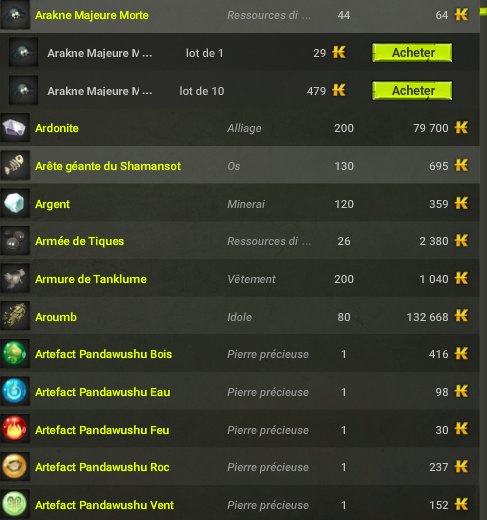 Arakne Majeure Morte Ressources di ... 44 64
Arakne Majeure M ... lot de 1 29 Acheter
Arakne Majeure M ... lot de 10 479 Acheter
Ardonite Alliage 200 79 700
Arête géante du Shamansot Os 130 695
Argent Minerai 120 359
Armée de Tiques Ressources di ... 26 2 380
Armure de Tanklume Vêtement 200 1 040
Aroumb Idole 80 132 668
Artefact Pandawushu Bois Pierre précieuse 1 416
Artefact Pandawushu Eau Pierre précieuse 1 98
Artefact Pandawushu Feu Pierre précieuse 1 30
Artefact Pandawushu Roc Pierre précieuse 1 237
Artefact Pandawushu Vent Pierre précieuse 1 152